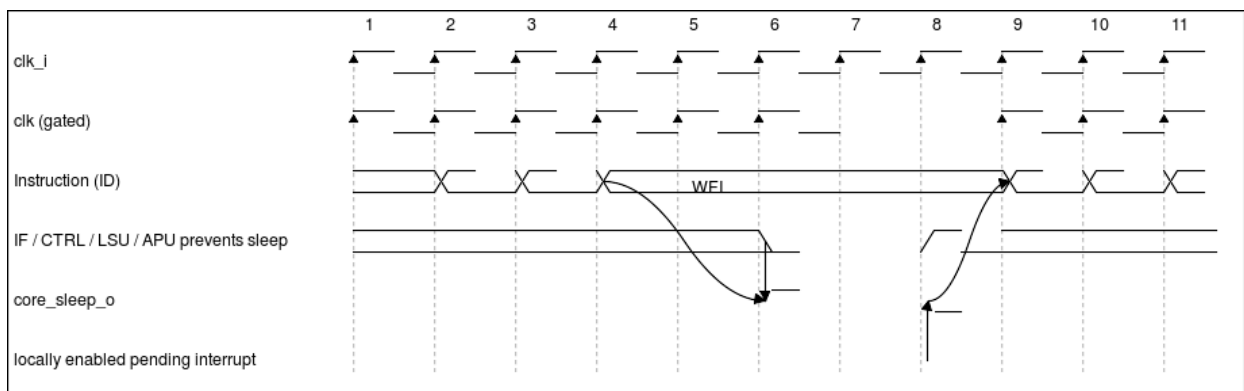 1 2 3 4 5 6 7 8 9 10 11
clk_i
clk (gated)
Instruction (ID)
WFI
IF / CTRL / LSU / APU prevents sleep
core_sleep_o
locally enabled pending interrupt